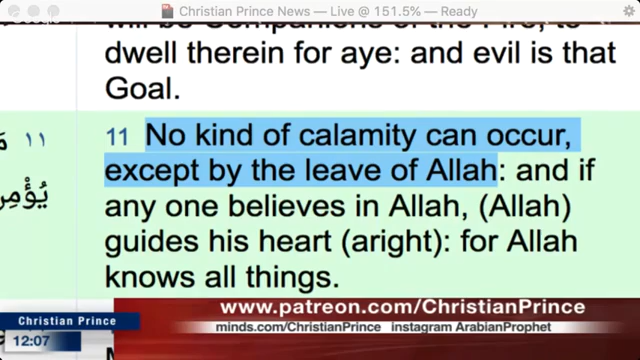 Christian Prince News — Live @ 151.5% — Ready
dwell therein for aye: and evil is that
Goal.
١١
11 No kind of calamity can occur,
except by the leave of Allah: and if
any one believes in Allah, (Allah)
guides his heart (aright): for Allah
knows all things.
www.patreon.com/ChristianPrince
Christian Prince
minds.com/ChristianPrince instagram ArabianProphet
12:07